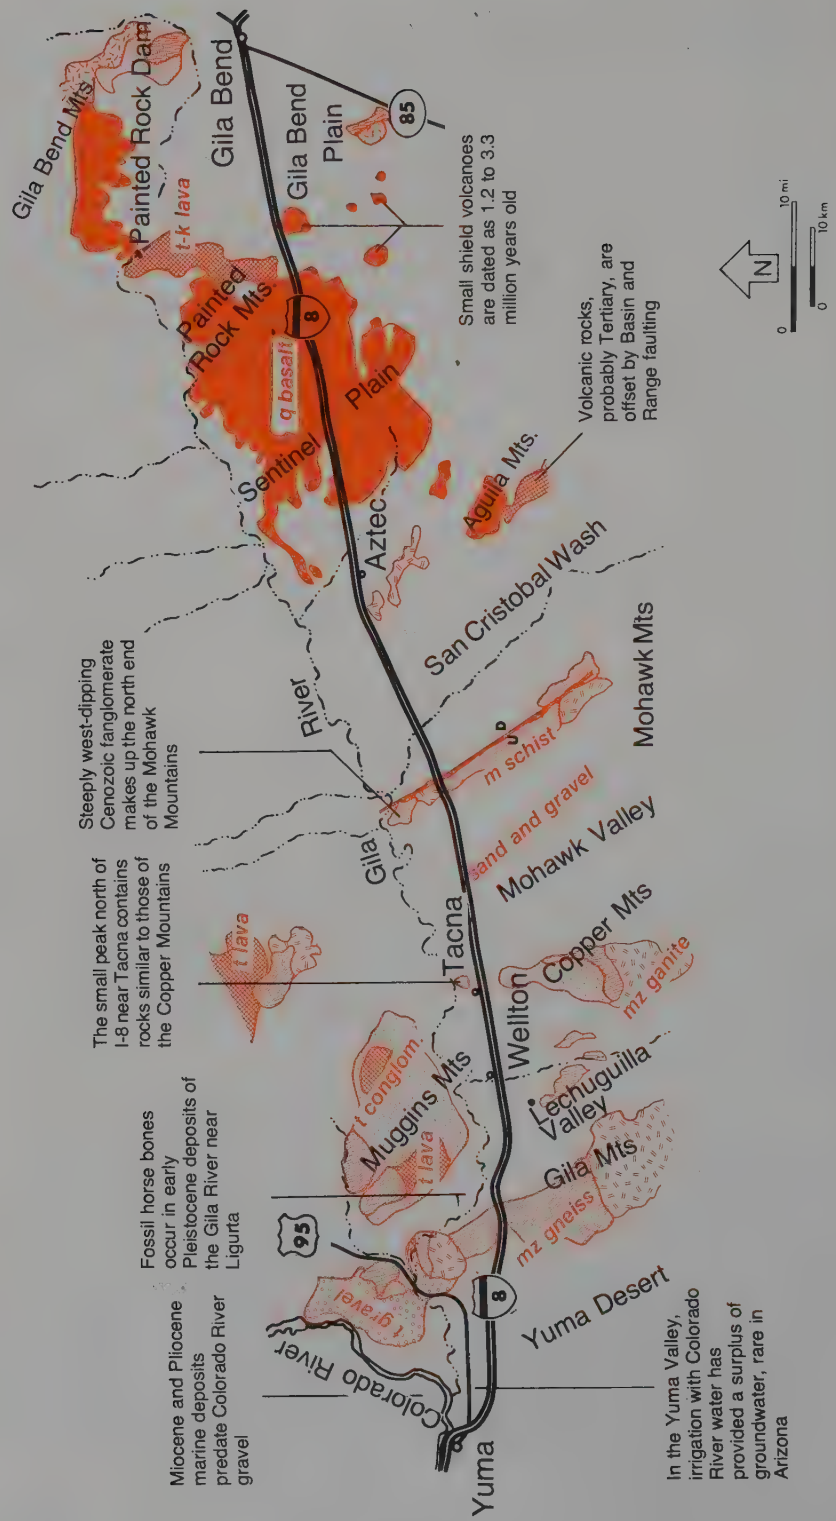 Miocene and Pliocene
marine deposits
predate Colorado River
gravel
Fossil horse bones
occur in early
Pleistocene deposits of
the Gila River near
Ligurta
The small peak north of
I-8 near Tacna contains
rocks similar to those of
the Copper Mountains
Steeply west-dipping
Cenozoic fanglomerate
makes up the north end
of the Mohawk
Mountains
Gila Bend Mts
Painted Rock Dam
t-k lava
Gila Bend
Gila Bend
Plain
85
Small shield volcanoes
are dated as 1.2 to 3.3
million years old
Painted
Rock Mts.
8
q basalt
Sentinel
Plain
Aztec
Aguila Mts.
Volcanic rocks,
probably Tertiary, are
offset by Basin and
Range faulting
N
0
10 mi
0
10 km
San Cristobal Wash
Gila
River
Mohawk Mts
U
D
m schist
sand and gravel
Mohawk Valley
t lava
Tacna
Copper Mts
mz ganite
Wellton
t conglom.
Muggins Mts
t lava
Lechuguilla
Valley
Gila Mts
mz gneiss
95
t gravel
Colorado River
8
Yuma Desert
Yuma
In the Yuma Valley,
irrigation with Colorado
River water has
provided a surplus of
groundwater, rare in
Arizona